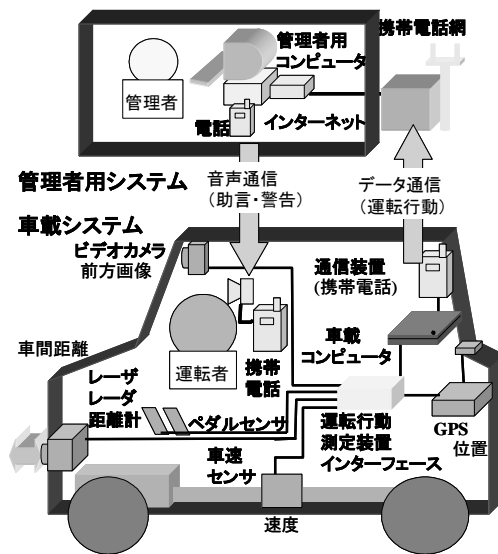 管理者用
コンピュータ
携帯電話網
管理者
電話
インターネット
管理者用システム
音声通信
(助言・警告)
データ通信
(運転行動)
車載システム
ビデオカメラ
前方画像
通信装置
(携帯電話)
車間距離
運転者
携帯
電話
車載
コンピュータ
レーザ
レーダ
距離計
ペダルセンサ
運転行動
測定装置
インターフェース
GPS
位置
車速
センサ
速度